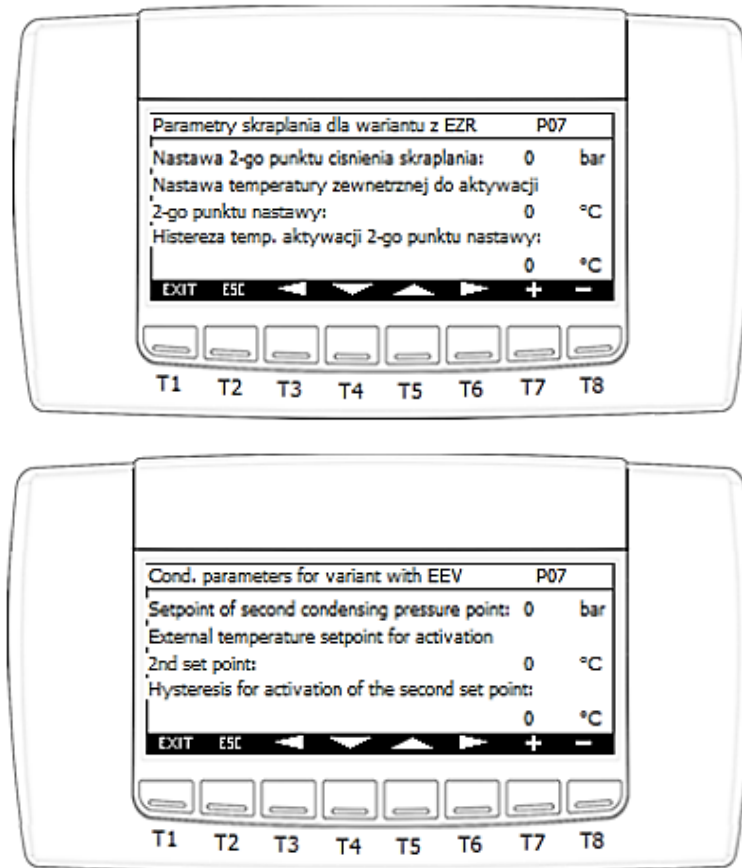 Parametry skraplania dla wariantu z EZR P07
Nastawa 2-go punktu cisnienia skraplania: 0 bar
Nastawa temperatury zewnetrznej do aktywacji
2-go punktu nastawy: 0 °C
Histereza temp. aktywacji 2-go punktu nastawy:
0 °C
EXIT ESC + −
T1 T2 T3 T4 T5 T6 T7 T8
Cond. parameters for variant with EEV P07
Setpoint of second condensing pressure point: 0 bar
External temperature setpoint for activation
2nd set point: 0 °C
Hysteresis for activation of the second set point:
0 °C
EXIT ESC + −
T1 T2 T3 T4 T5 T6 T7 T8